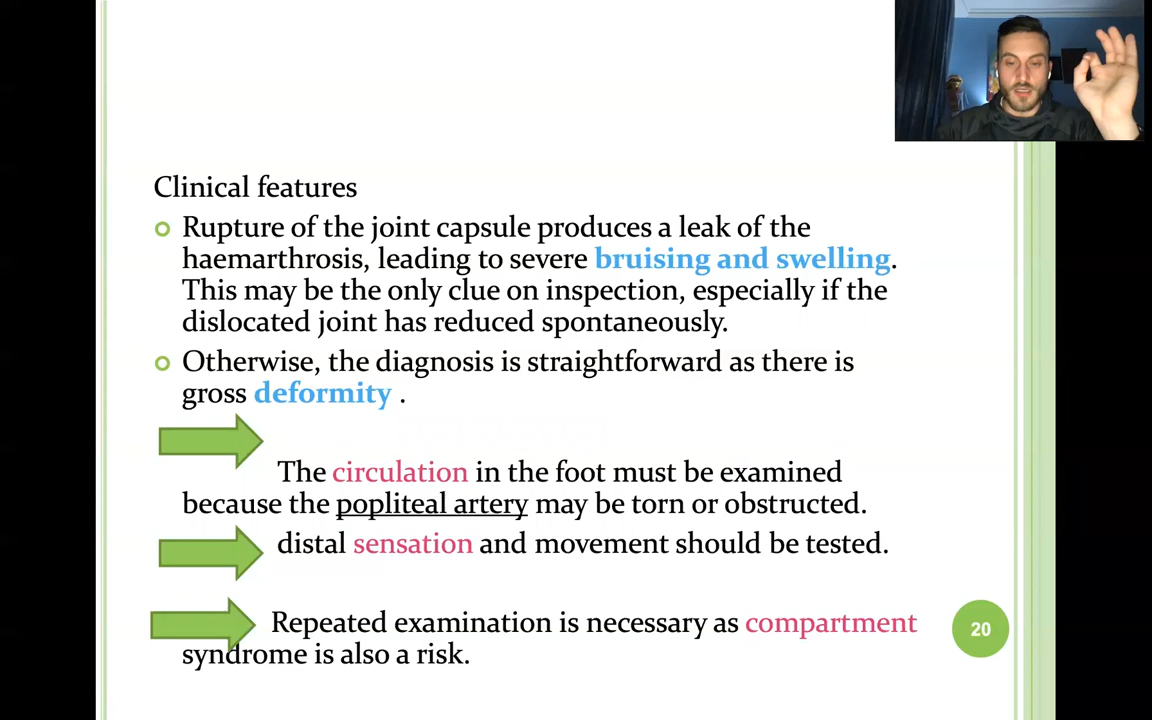 Clinical features
Rupture of the joint capsule produces a leak of the
haemarthrosis, leading to severe bruising and swelling.
This may be the only clue on inspection, especially if the
dislocated joint has reduced spontaneously.
Otherwise, the diagnosis is straightforward as there is
gross deformity .
The circulation in the foot must be examined
because the popliteal artery may be torn or obstructed.
distal sensation and movement should be tested.
Repeated examination is necessary as compartment
syndrome is also a risk.
20